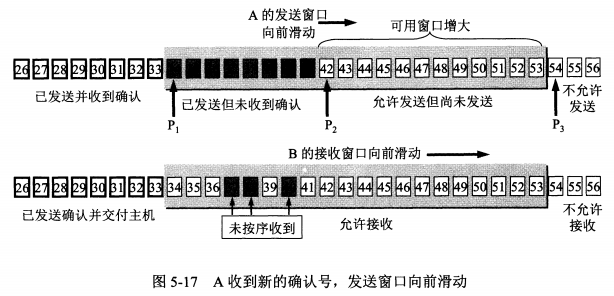 A 的发送窗口
向前滑动
可用窗口增大
26 27 28 29 30 31 32 33 42 43 44 45 46 47 48 49 50 51 52 53 54 55 56
已发送并收到确认 已发送但未收到确认 允许发送但尚未发送 不允许
发送
P1 P2 P3
B 的接收窗口向前滑动
26 27 28 29 30 31 32 33 34 35 36 39 41 42 43 44 45 46 47 48 49 50 51 52 53 54 55 56
已发送确认并交付主机 未按序收到 允许接收 不允许
接收
图 5-17 A 收到新的确认号，发送窗口向前滑动